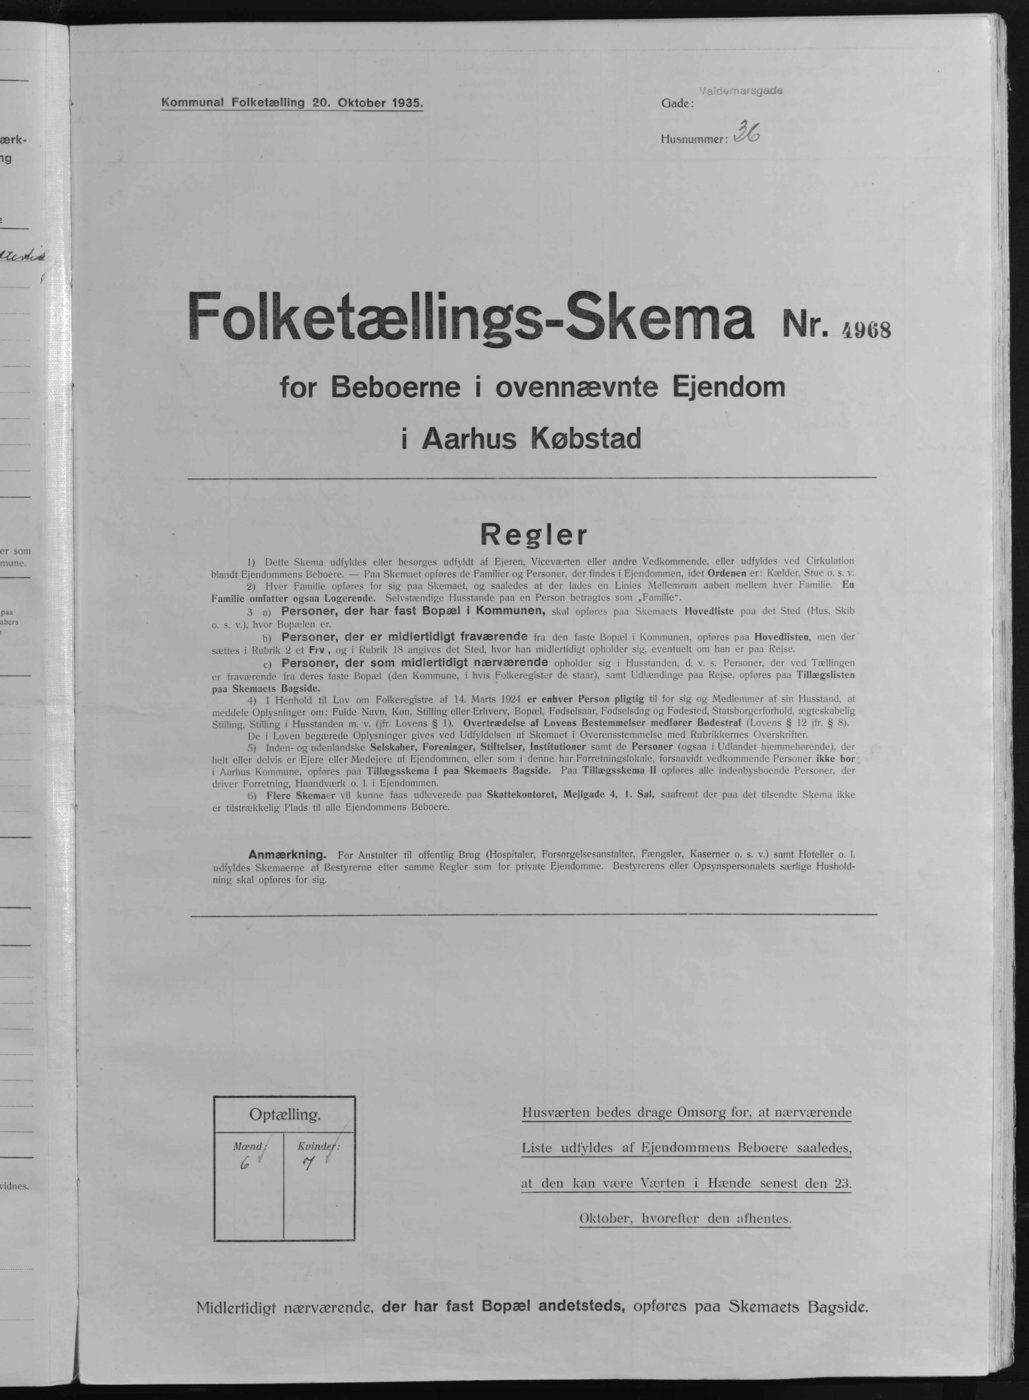 Kommunal Folketælling 20. Oktober 1935.
Valdemarsgade
Gade:
Husnummer: 36
Folketællings-Skema Nr. 4968
for Beboerne i ovennævnte Ejendom
i Aarhus Købstad
Regler
1) Dette Skema udfyldes eller besørges udfyldt af Ejeren, Viceværten eller andre Vedkommende, eller udfyldes ved Cirkulation
blandt Ejendommens Beboere. — Paa Skemaet opføres de Familier og Personer, der findes i Ejendommen, idet Ordenen er: Kælder, Stue o. s. v.
2) Hver Familie opføres for sig paa Skemaet, og saaledes at der lades en Linies Mellemrum aaben mellem hver Familie. En
Familie omfatter ogsaa Logerende. Selvstændige Husstande paa en Person betragtes som „Familie“.
3 a) Personer, der har fast Bopæl i Kommunen, skal opføres paa Skemaets Hovedliste paa det Sted (Hus, Skib
o. s. v.), hvor Bopælen er.
b) Personer, der er midlertidigt fraværende fra den faste Bopæl i Kommunen, opføres paa Hovedlisten, men der
sættes i Rubrik 2 et Frv, og i Rubrik 18 angives det Sted, hvor han midlertidigt opholder sig, eventuelt om han er paa Rejse.
c) Personer, der som midlertidigt nærværende opholder sig i Husstanden, d. v. s. Personer, der ved Tællingen
er fraværende fra deres faste Bopæl (den Kommune, i hvis Folkeregister de staar), samt Udlændinge paa Rejse, opføres paa Tillægslisten
paa Skemaets Bagside.
4) I Henhold til Lov om Folkeregistre af 14. Marts 1924 er enhver Person pligtig til for sig og Medlemmer af sin Husstand, at
meddele Oplysninger om: Fulde Navn, Køn, Stilling eller Erhverv, Bopæl, Fødselsaar, Fødselsdag og Fødested, Statsborgerforhold, ægteskabelig
Stilling, Stilling i Husstanden m. v. (jfr. Lovens § 1). Overtrædelse af Lovens Bestemmelser medfører Bødestraf (Lovens § 12 jfr. § 8).
De i Loven begærede Oplysninger gives ved Udfyldelsen af Skemaet i Overensstemmelse med Rubrikkernes Overskrifter.
5) Inden- og udenlandske Selskaber, Foreninger, Stiftelser, Institutioner samt de Personer (ogsaa i Udlandet hjemmehørende), der
helt eller delvis er Ejere eller Medejere af Ejendommen, eller som i denne har Forretningslokale, forsaavidt vedkommende Personer ikke bor
i Aarhus Kommune, opføres paa Tillægsskema I paa Skemaets Bagside. Paa Tillægsskema II opføres alle indenbysboende Personer, der
driver Forretning, Haandværk o. l. i Ejendommen.
6) Flere Skemaer vil kunne faas udleverede paa Skattekontoret, Mejlgade 4, 1. Sal, saafremt der paa det tilsendte Skema ikke
er tilstrækkelig Plads til alle Ejendommens Beboere.
Anmærkning. For Anstalter til offentlig Brug (Hospitaler, Forsørgelsesanstalter, Fængsler, Kaserner o. s. v.) samt Hoteller o. l.
udfyldes Skemaerne af Bestyrerne efter samme Regler som for private Ejendomme. Bestyrerens eller Opsynspersonalets særlige Hushold-
ning skal opføres for sig.
Optælling.
Mænd: Kvinder:
6 7
Husværten bedes drage Omsorg for, at nærværende
Liste udfyldes af Ejendommens Beboere saaledes,
at den kan være Værten i Hænde senest den 23.
Oktober, hvorefter den afhentes.
Midlertidigt nærværende, der har fast Bopæl andetsteds, opføres paa Skemaets Bagside.